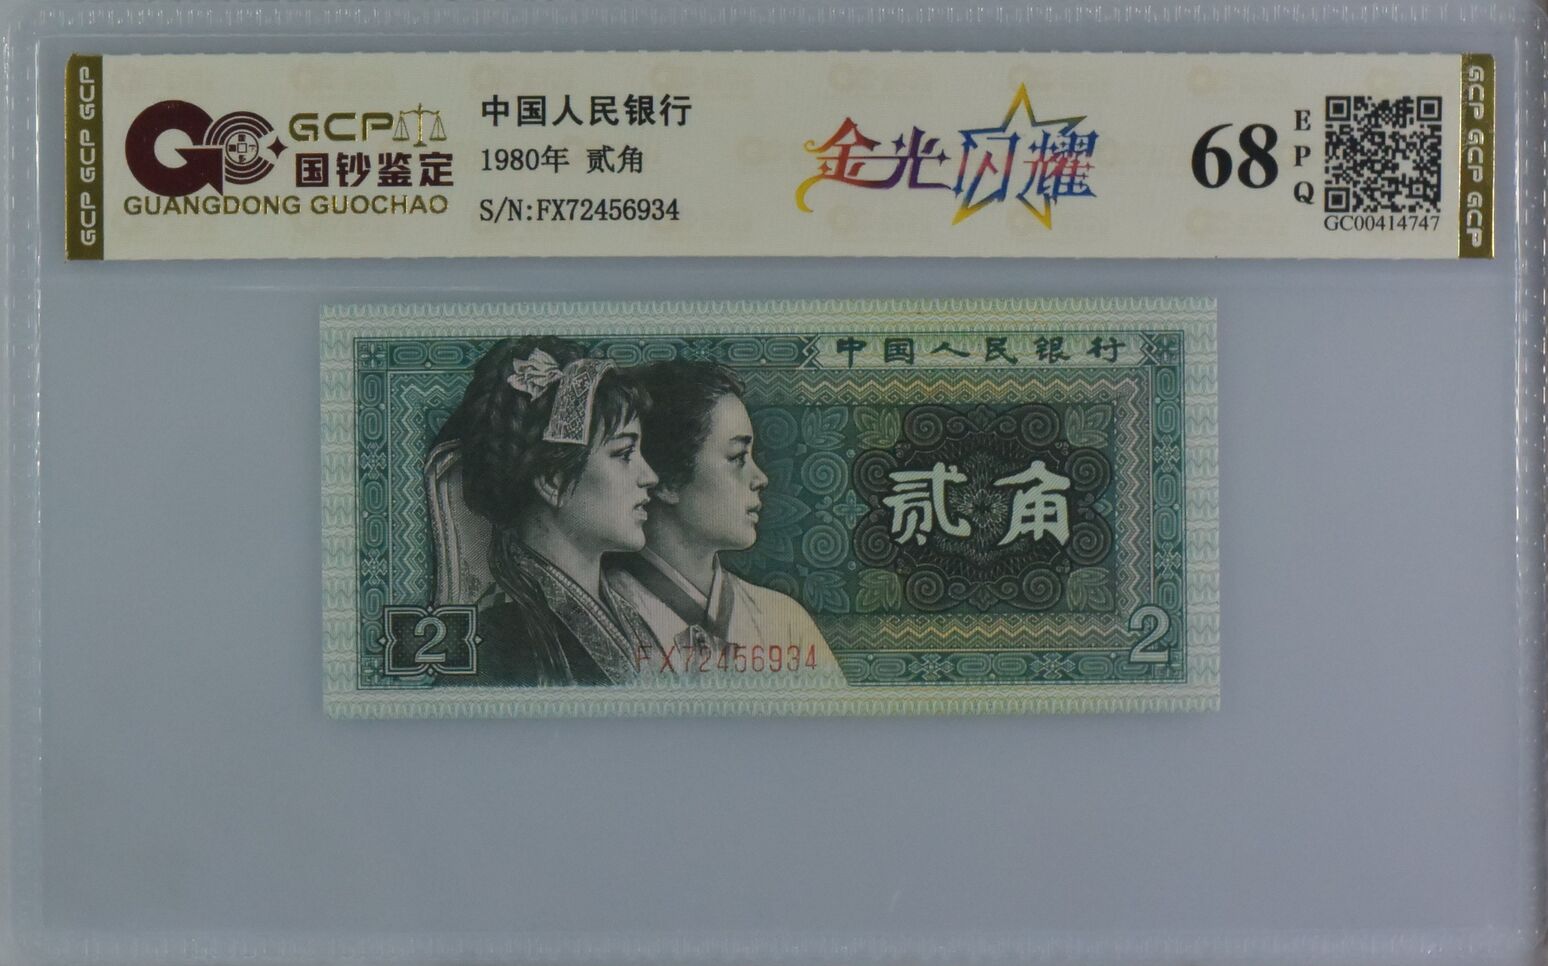 GCP GCP GCP
GCP
国钞鉴定
GUANGDONG GUOCHAO
中国人民银行
1980年 贰角
S/N:FX72456934
金光闪耀
68
EPQ
GC00414747
GCP GCP GCP
中国人民银行
贰角
2
FX72456934
2